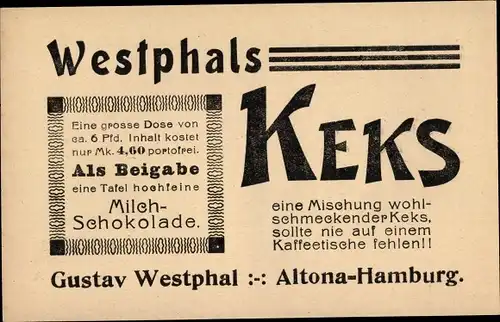 Westphals
KEKS
Eine grosse Dose von
ca. 6 Pfd. Inhalt kostet
nur Mk. 4,60 portofrei.
Als Beigabe
eine Tafel hochfeine
Milch-
Schokolade.
eine Mischung wohl-
schmeckender Keks,
sollte nie auf einem
Kaffeetische fehlen!!
Gustav Westphal :-: Altona-Hamburg.